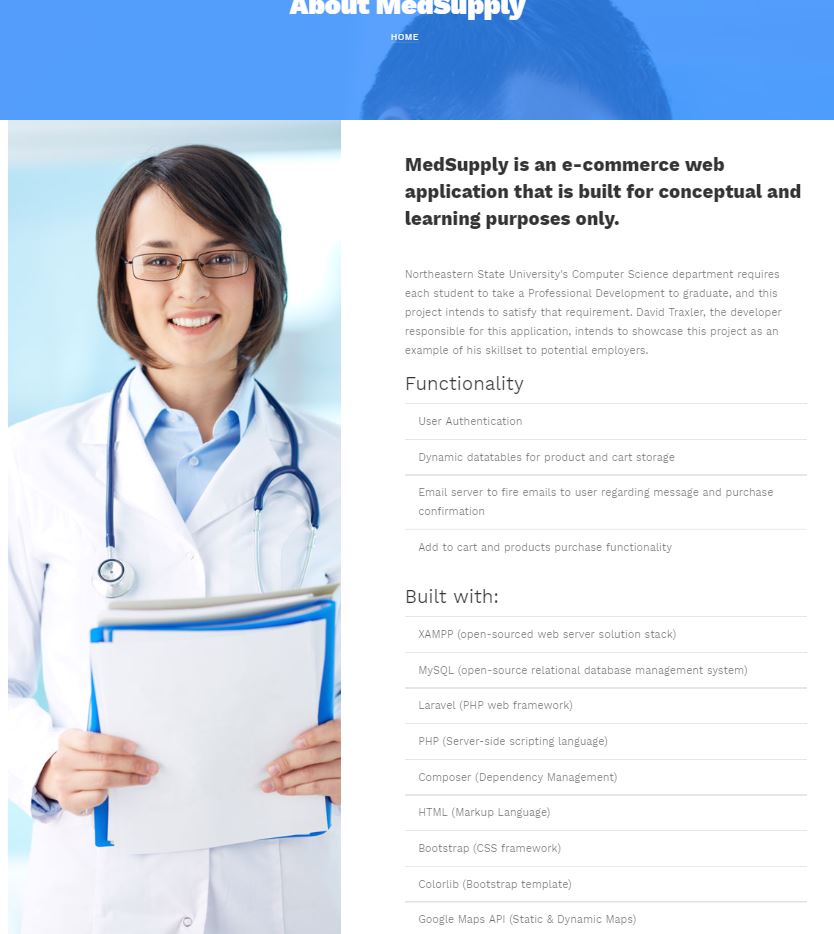 About MedSupply
HOME
MedSupply is an e-commerce web
application that is built for conceptual and
learning purposes only.
Northeastern State University's Computer Science department requires
each student to take a Professional Development to graduate, and this
project intends to satisfy that requirement. David Traxler, the developer
responsible for this application, intends to showcase this project as an
example of his skillset to potential employers.
Functionality
User Authentication
Dynamic datatables for product and cart storage
Email server to fire emails to user regarding message and purchase
confirmation
Add to cart and products purchase functionality
Built with:
XAMPP (open-sourced web server solution stack)
MySQL (open-source relational database management system)
Laravel (PHP web framework)
PHP (Server-side scripting language)
Composer (Dependency Management)
HTML (Markup Language)
Bootstrap (CSS framework)
Colorlib (Bootstrap template)
Google Maps API (Static & Dynamic Maps)